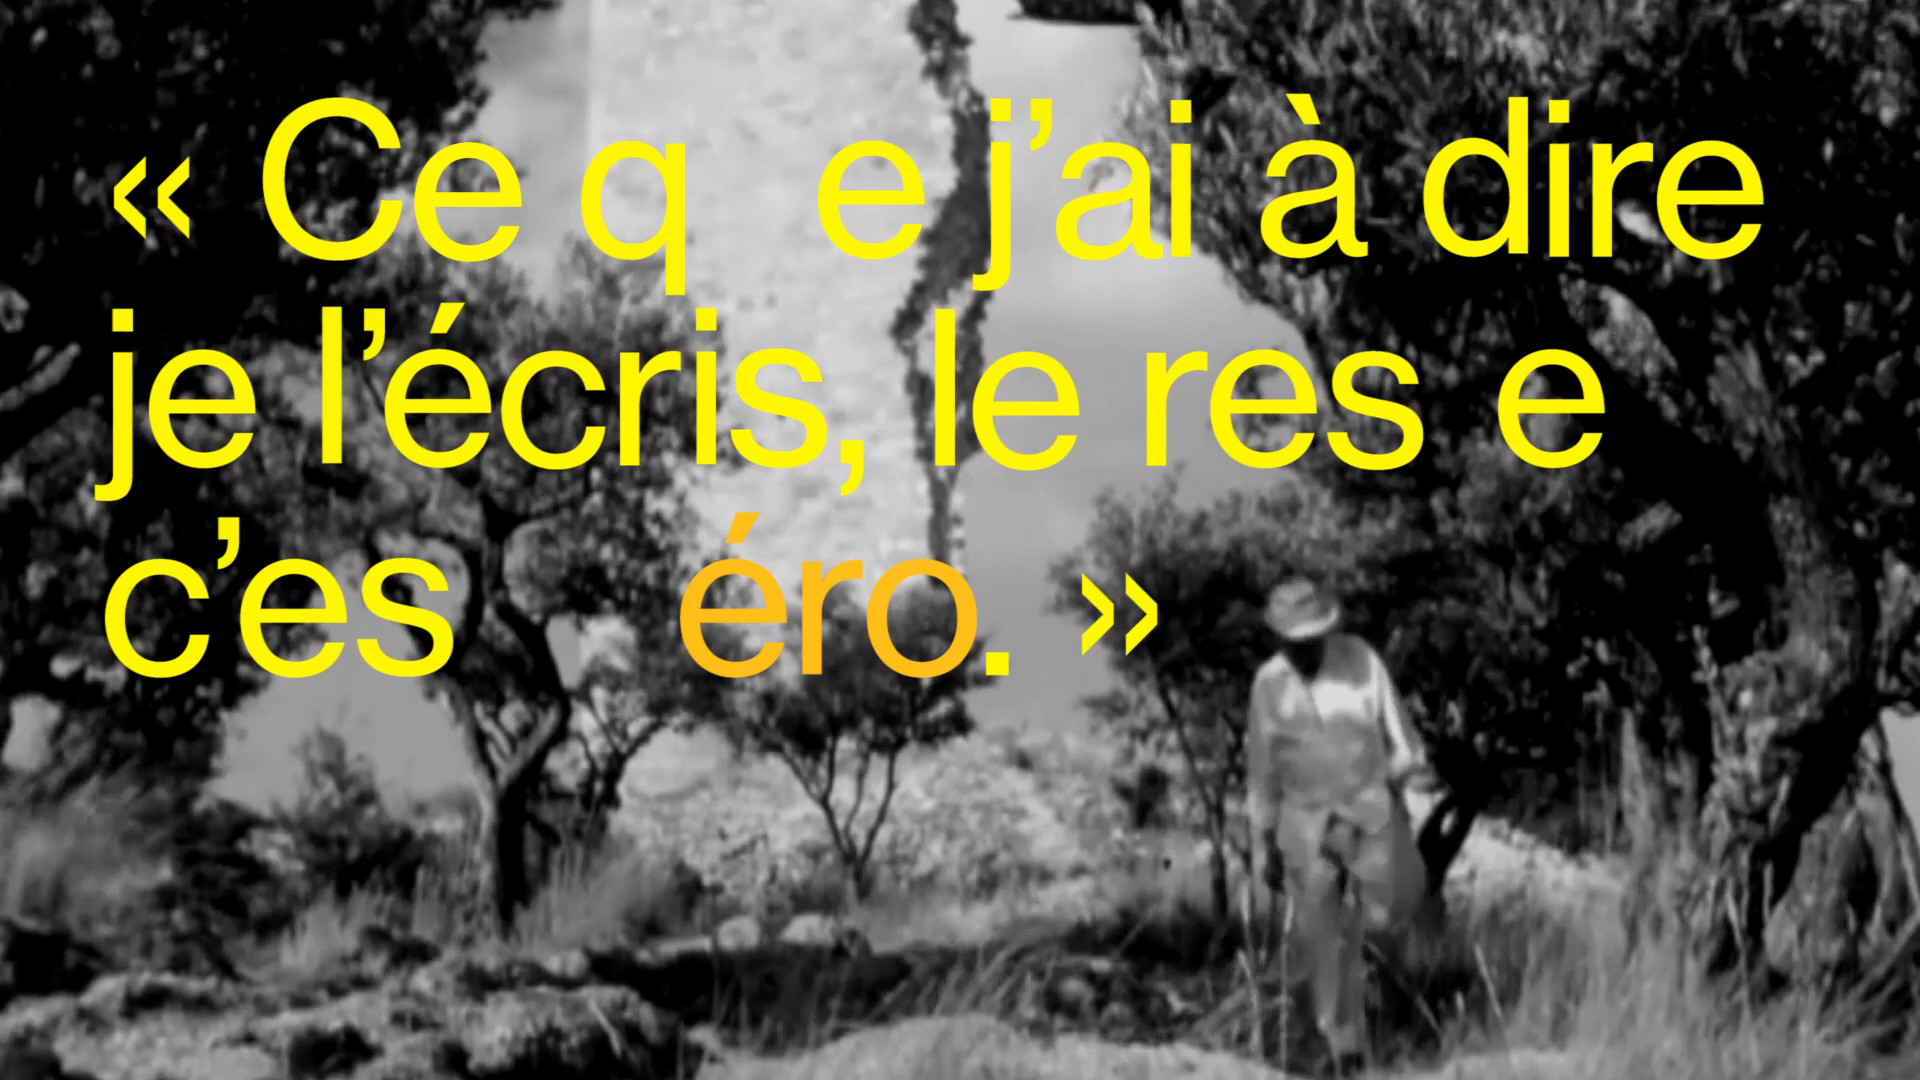 « Ce q e j’ai à dire
je l’écris, le res e
c’es éro. »